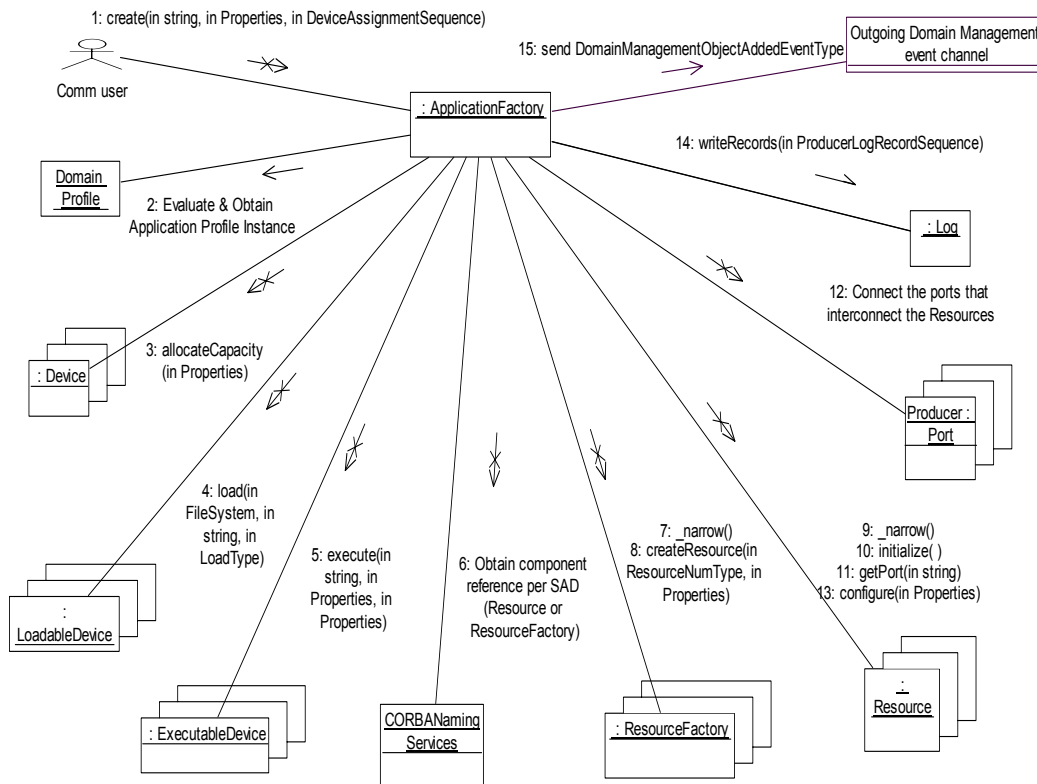 1: create(in string, in Properties, in DeviceAssignmentSequence)
15: send DomainManagementObjectAddedEventType
Outgoing Domain Management
event channel
Comm user
: ApplicationFactory
14: writeRecords(in ProducerLogRecordSequence)
Domain
Profile
2: Evaluate & Obtain
Application Profile Instance
: Log
12: Connect the ports that
interconnect the Resources
3: allocateCapacity
(in Properties)
: Device
Producer :
Port
4: load(in
FileSystem, in
string, in
LoadType)
5: execute(in
string, in
Properties, in
Properties)
6: Obtain component
reference per SAD
(Resource or
ResourceFactory)
7: _narrow()
8: createResource(in
ResourceNumType, in
Properties)
9: _narrow()
10: initialize( )
11: getPort(in string)
13: configure(in Properties)
:
LoadableDevice
: ExecutableDevice
CORBANaming
Services
: ResourceFactory
:
Resource